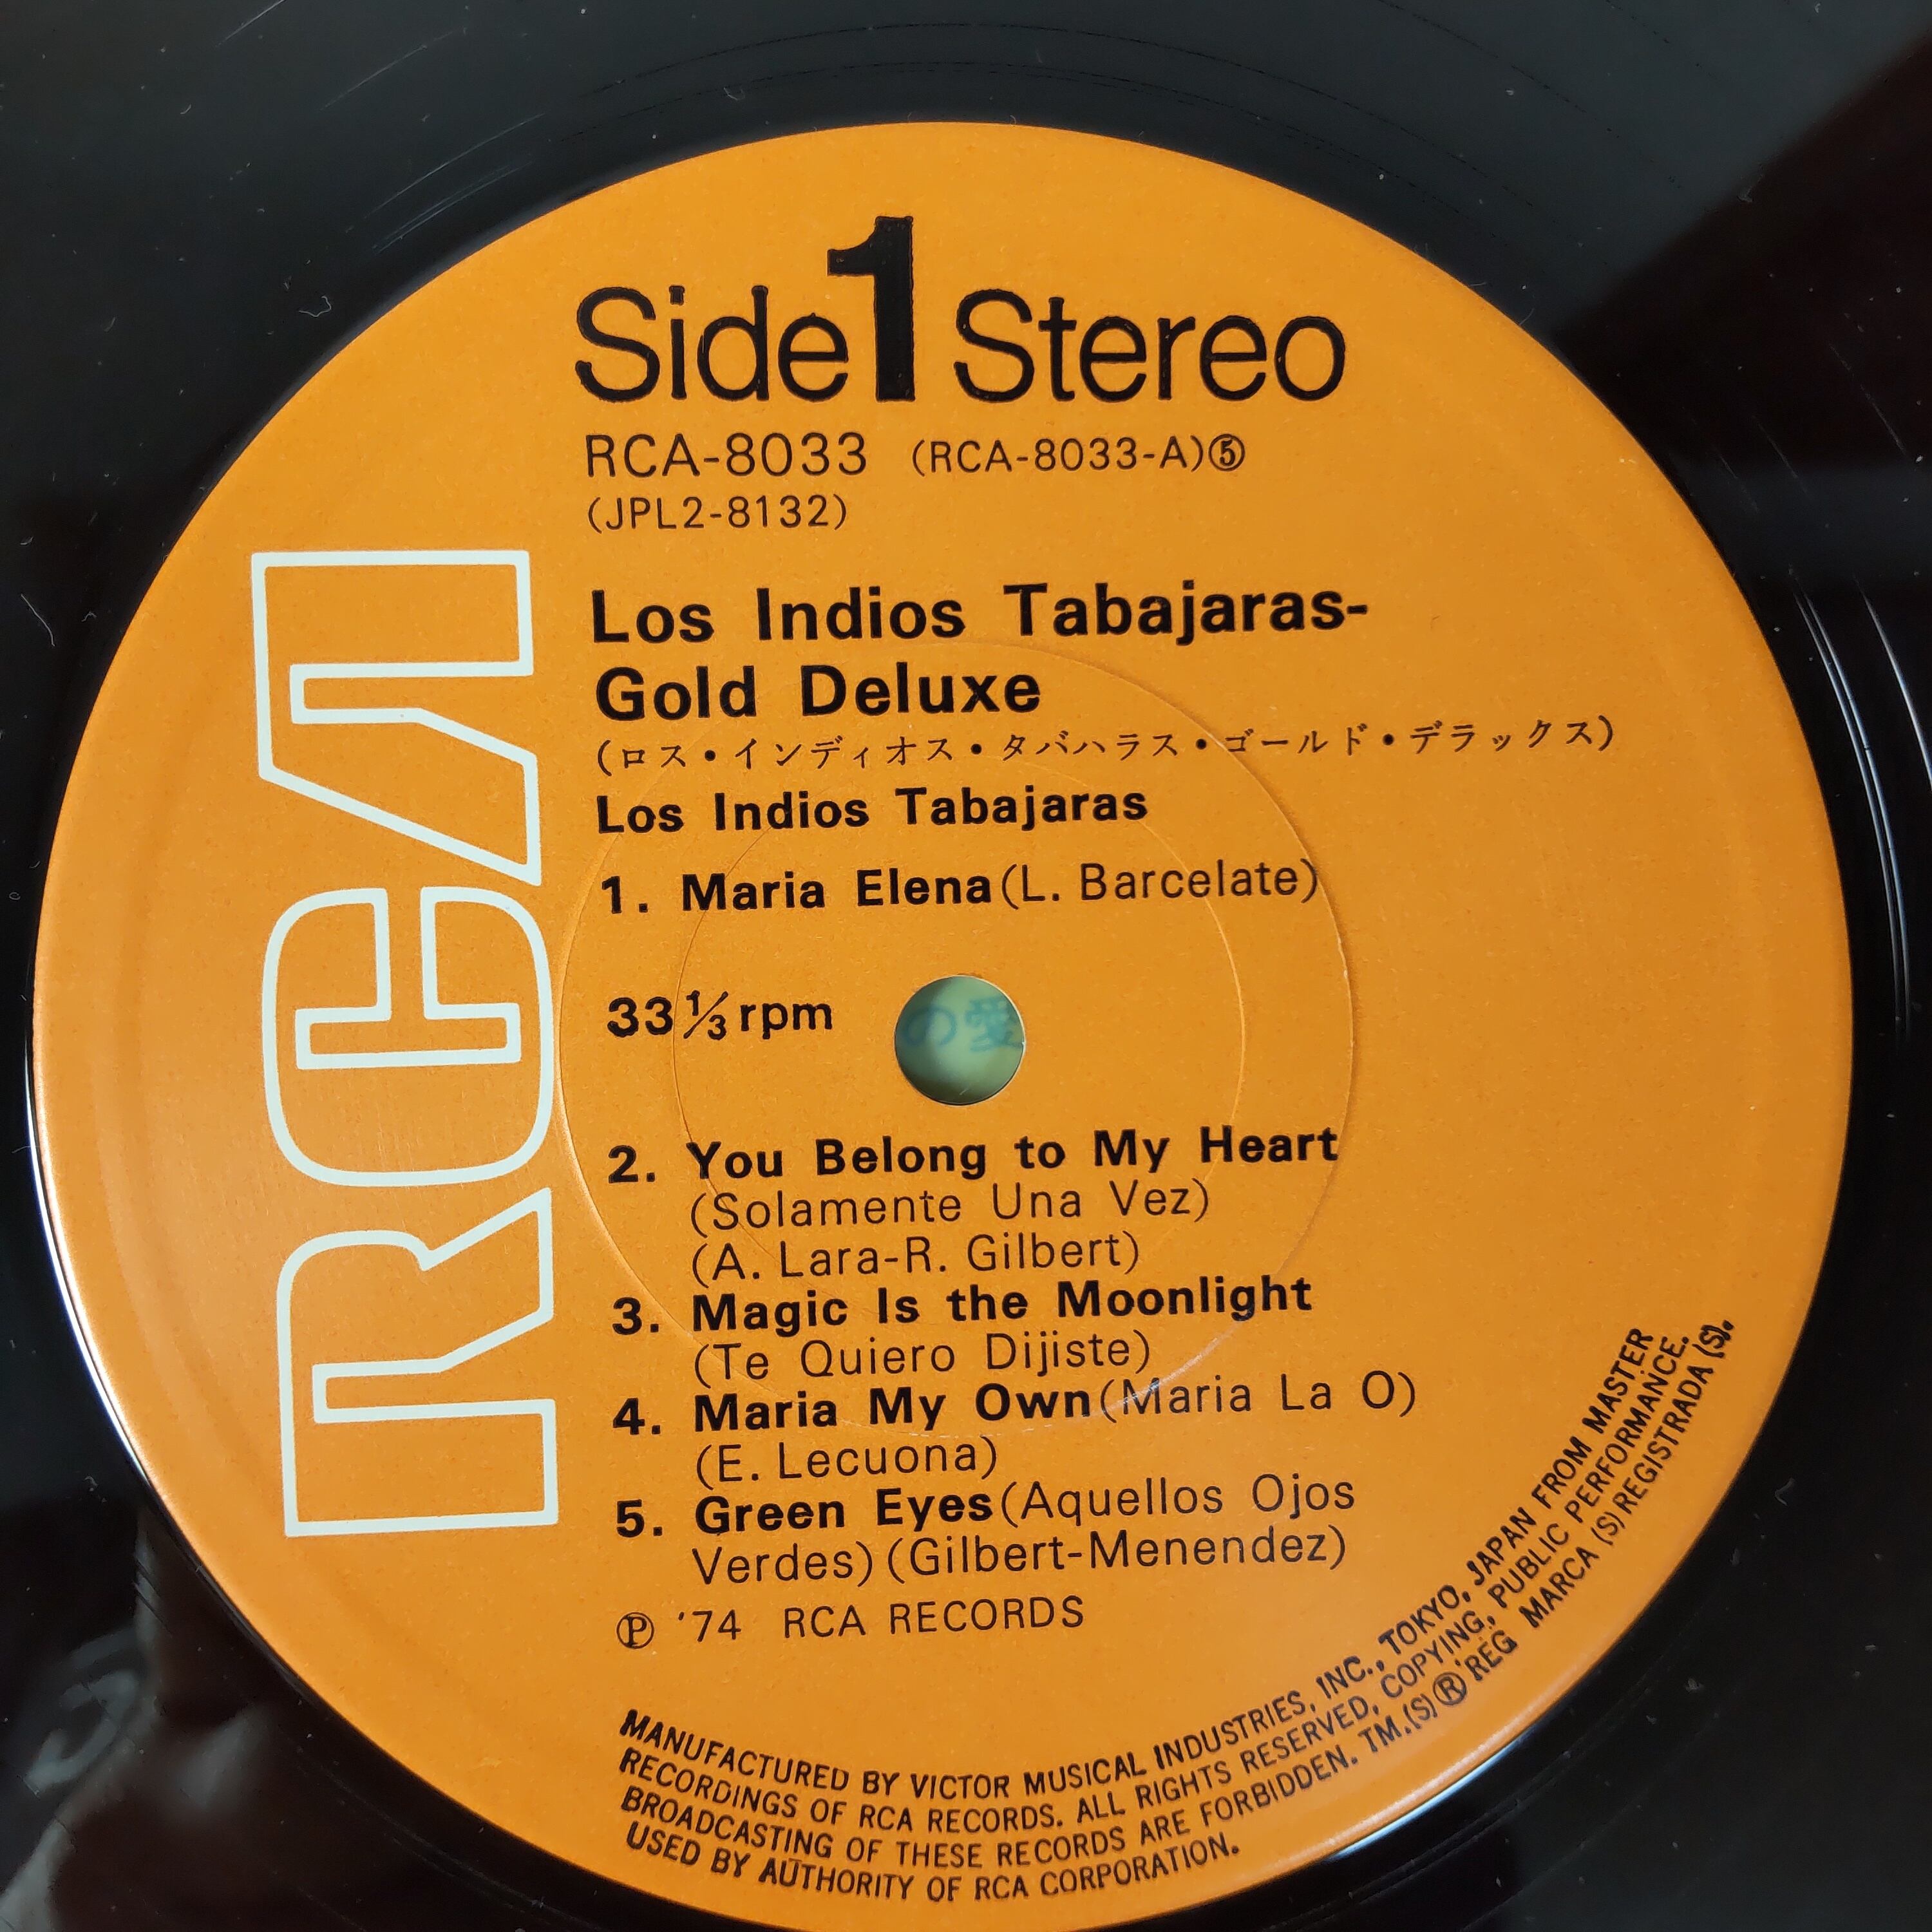 Side 1 Stereo
RCA-8033 (RCA-8033-A)⑤
(JPL2-8132)
RCA
Los Indios Tabajaras-
Gold Deluxe
(ロス・インディオス・タバハラス・ゴールド・デラックス)
Los Indios Tabajaras
1. Maria Elena (L. Barcelate)
33⅓ rpm
の愛
2. You Belong to My Heart
(Solamente Una Vez)
(A. Lara-R. Gilbert)
3. Magic Is the Moonlight
(Te Quiero Dijiste)
4. Maria My Own (Maria La O)
(E. Lecuona)
5. Green Eyes (Aquellos Ojos
Verdes) (Gilbert-Menendez)
℗ '74 RCA RECORDS
MANUFACTURED BY VICTOR MUSICAL INDUSTRIES, INC., TOKYO, JAPAN FROM MASTER
RECORDINGS OF RCA RECORDS. ALL RIGHTS RESERVED, COPYING, PUBLIC PERFORMANCE.
BROADCASTING OF THESE RECORDS ARE FORBIDDEN. TM.(S)® REG MARCA (S) REGISTRADA (S).
USED BY AUTHORITY OF RCA CORPORATION.